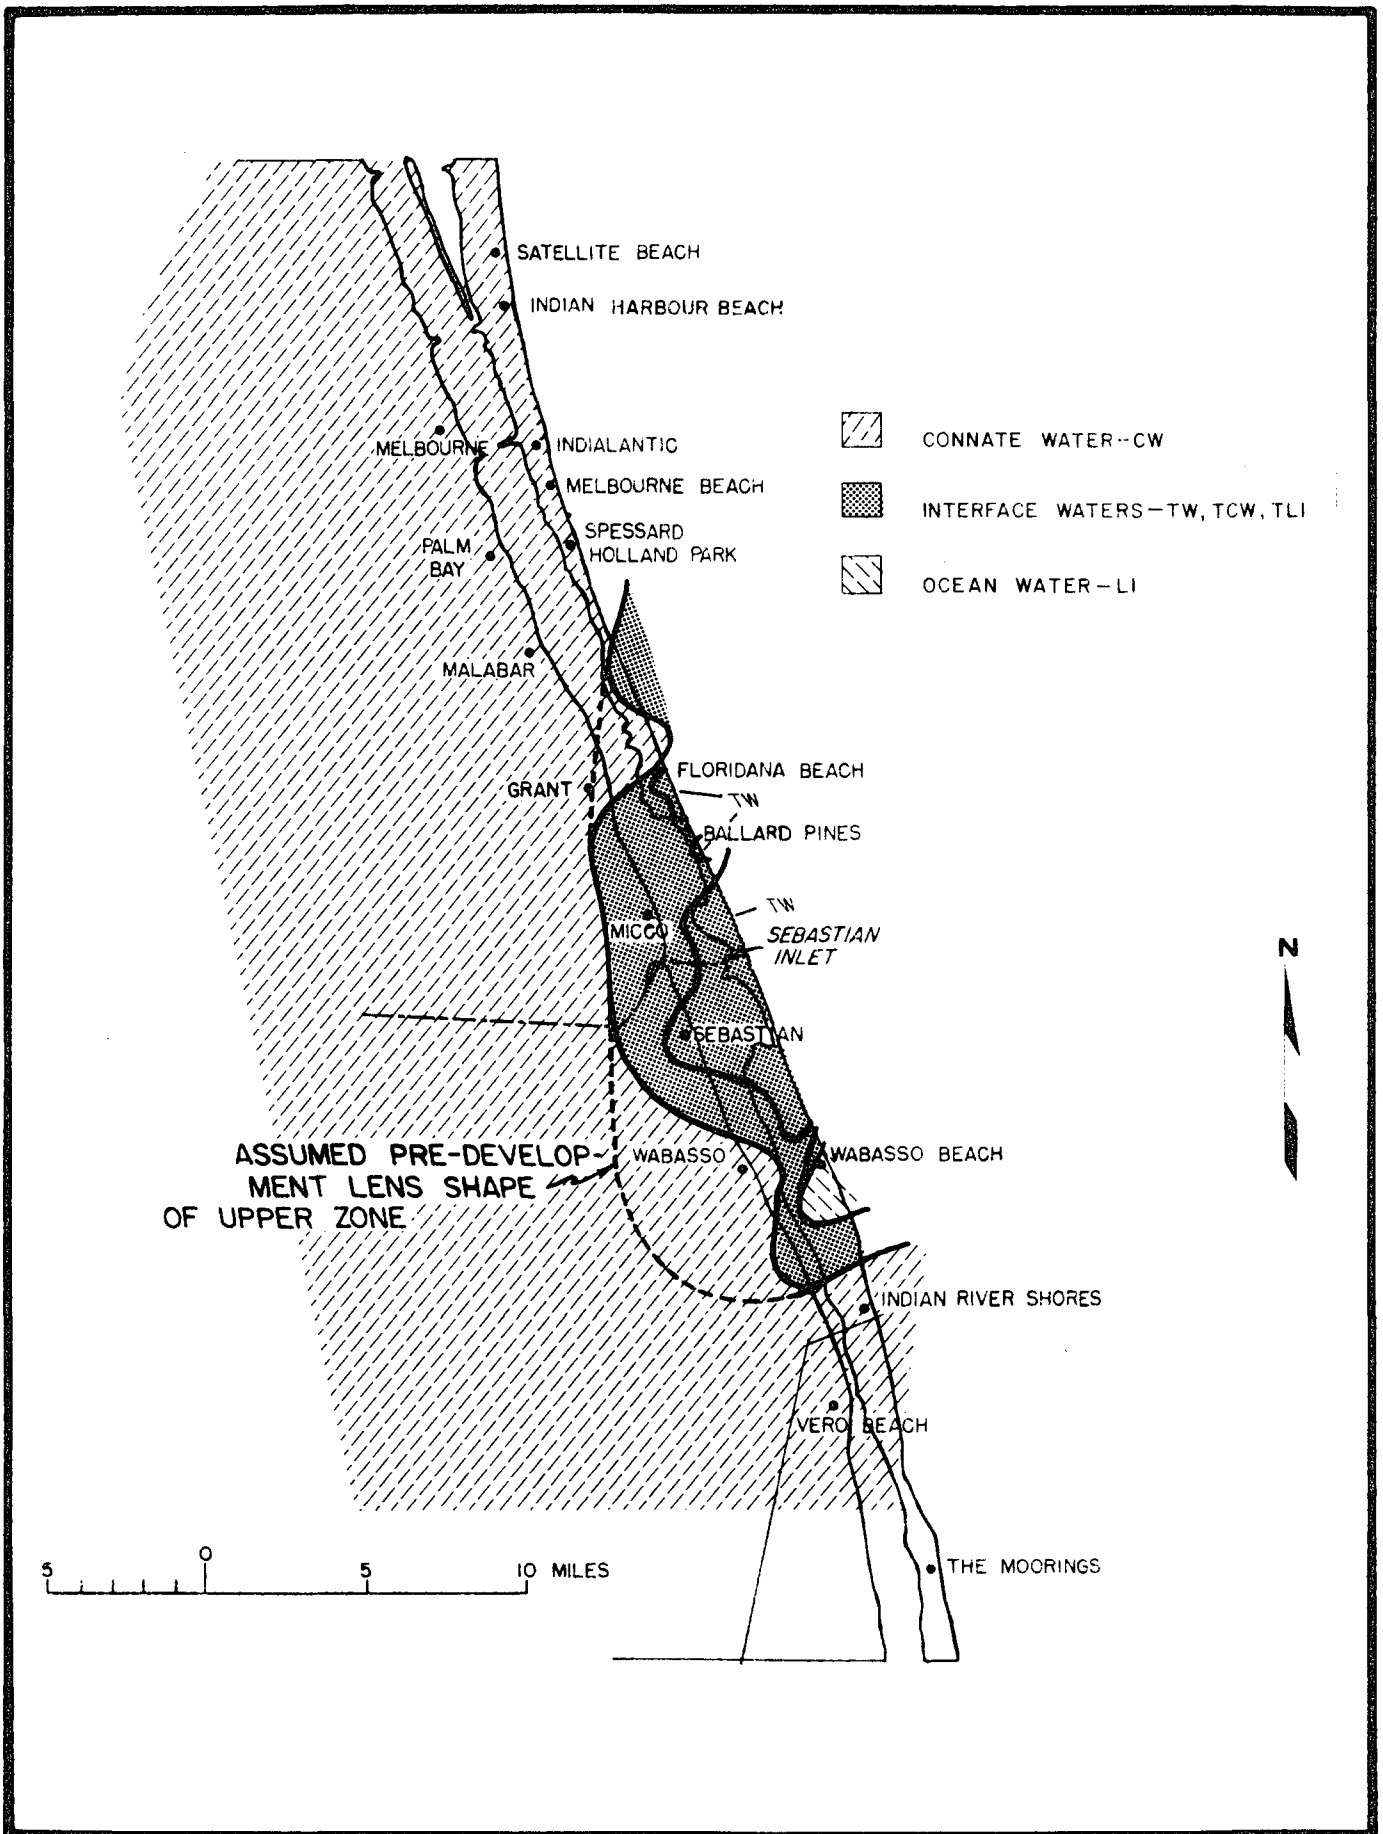 SATELLITE BEACH
INDIAN HARBOUR BEACH
MELBOURNE
INDIALANTIC
CONNATE WATER--CW
MELBOURNE BEACH
INTERFACE WATERS-TW, TCW, TLI
SPESSARD
HOLLAND PARK
PALM
BAY
OCEAN WATER-LI
MALABAR
FLORIDANA BEACH
GRANT
TW
BALLARD PINES
TW
MICCO
SEBASTIAN
INLET
N
SEBASTIAN
ASSUMED PRE-DEVELOP-
MENT LENS SHAPE
OF UPPER ZONE
WABASSO
WABASSO BEACH
INDIAN RIVER SHORES
VERO BEACH
THE MOORINGS
5 0 5 10 MILES